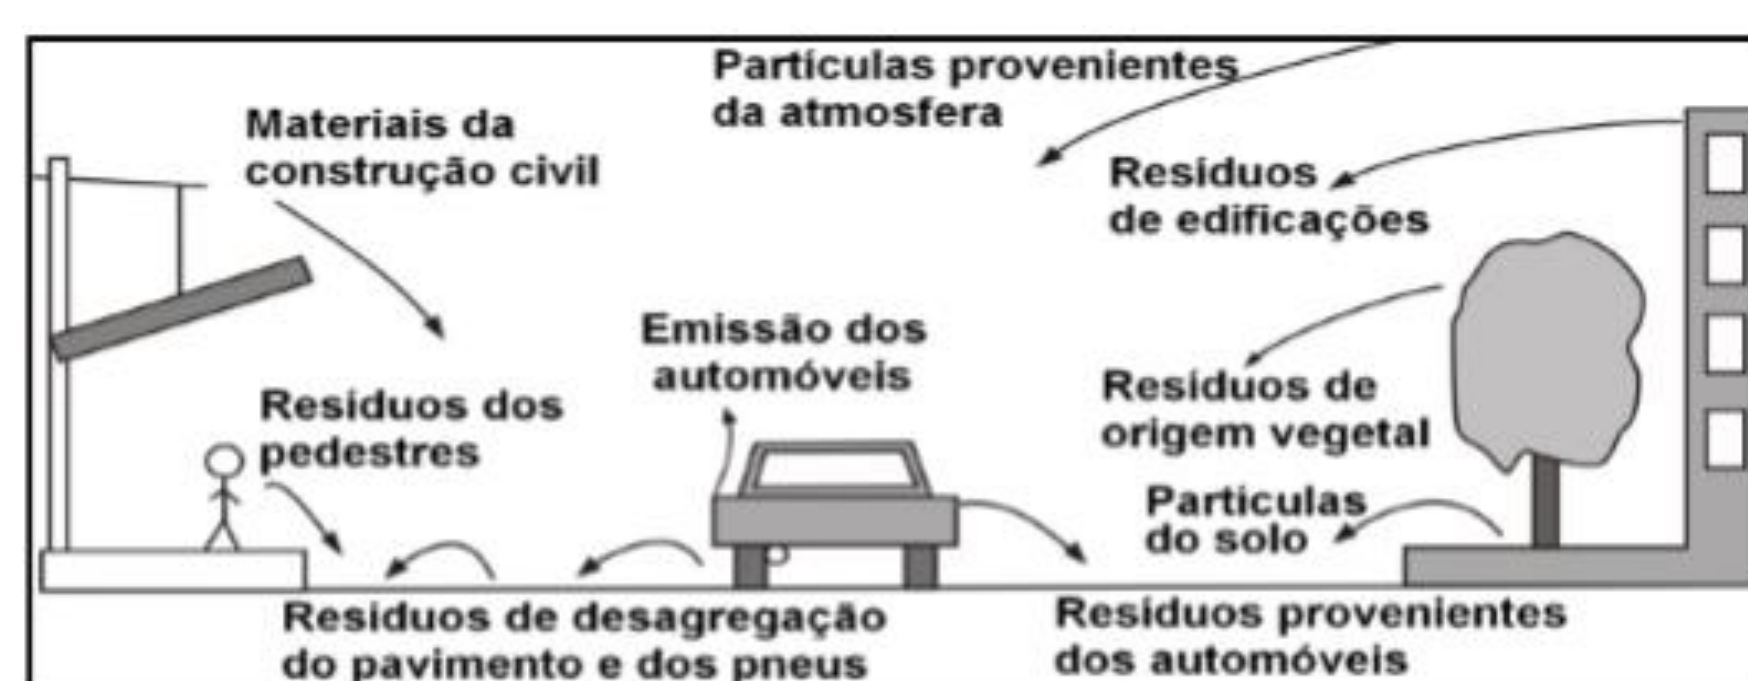 Partículas provenientes
da atmosfera
Materiais da
construção civil
Resíduos
de edificações
Emissão dos
automóveis
Resíduos dos
pedestres
Resíduos de
origem vegetal
Partículas
do solo
Resíduos de desagregação
do pavimento e dos pneus
Resíduos provenientes
dos automóveis